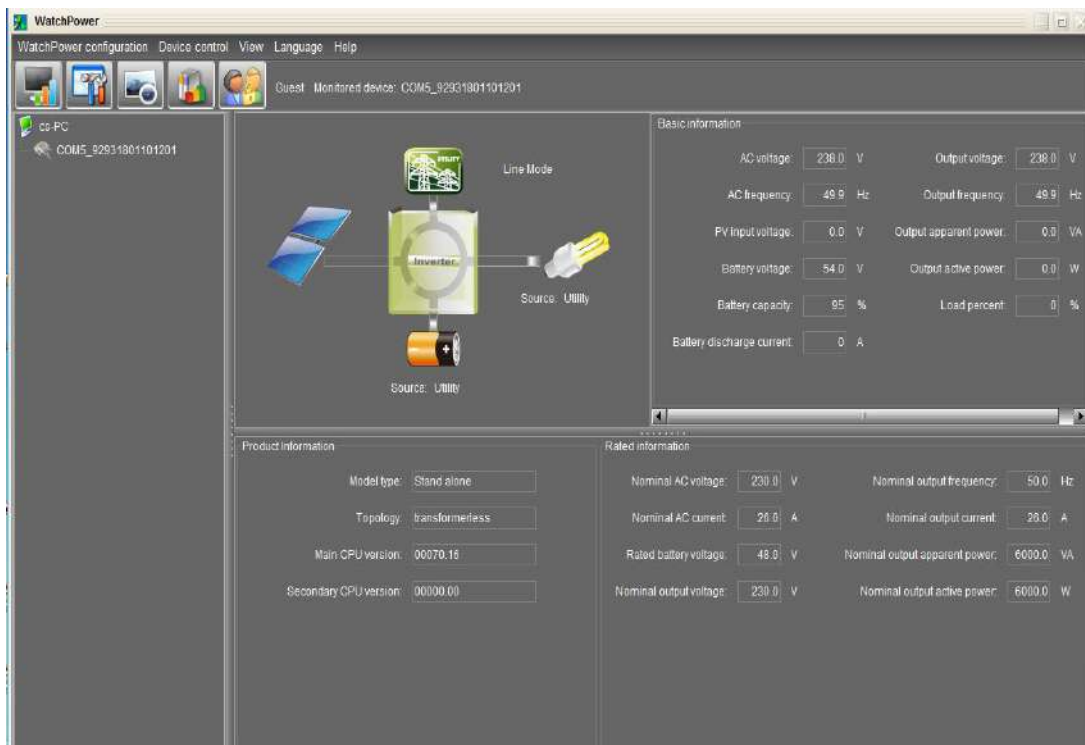 WatchPower
WatchPower configuration Device control View Language Help
Guest Monitored device: COM5_92931801101201
cs-PC
COM5_92931801101201
UTILITY
Line Mode
Inverter
Source: Utility
Source: Utility
Basic information
AC voltage: 238.0 V Output voltage: 238.0 V
AC frequency: 49.9 Hz Output frequency: 49.9 Hz
PV input voltage: 0.0 V Output apparent power: 0.0 VA
Battery voltage: 54.0 V Output active power: 0.0 W
Battery capacity: 95 % Load percent: 0 %
Battery discharge current: 0 A
Product information
Model type: Stand alone
Topology: transformerless
Main CPU version: 00070.16
Secondary CPU version: 00000.00
Rated information
Nominal AC voltage: 230.0 V Nominal output frequency: 50.0 Hz
Nominal AC current: 26.0 A Nominal output current: 26.0 A
Rated battery voltage: 48.0 V Nominal output apparent power: 6000.0 VA
Nominal output voltage: 230.0 V Nominal output active power: 6000.0 W